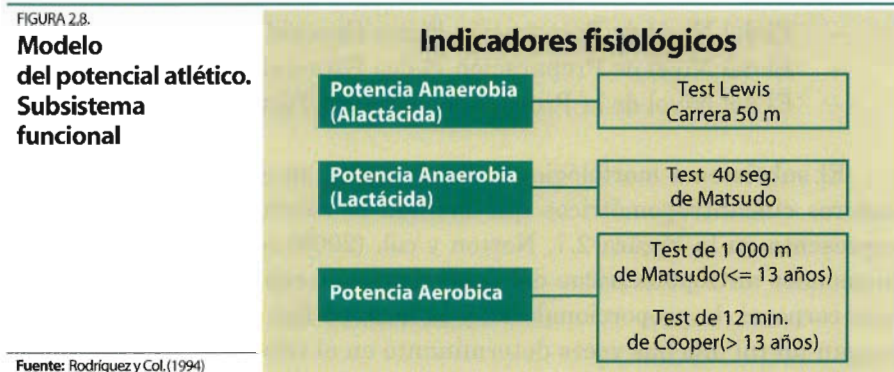 FIGURA 2.8.
Modelo
del potencial atlético.
Subsistema
funcional
Fuente: Rodríguez y Col.(1994)
Indicadores fisiológicos
Potencia Anaerobia
(Alactácida)
Test Lewis
Carrera 50 m
Potencia Anaerobia
(Lactácida)
Test 40 seg.
de Matsudo
Potencia Aerobica
Test de 1 000 m
de Matsudo(<= 13 años)
Test de 12 min.
de Cooper(> 13 años)